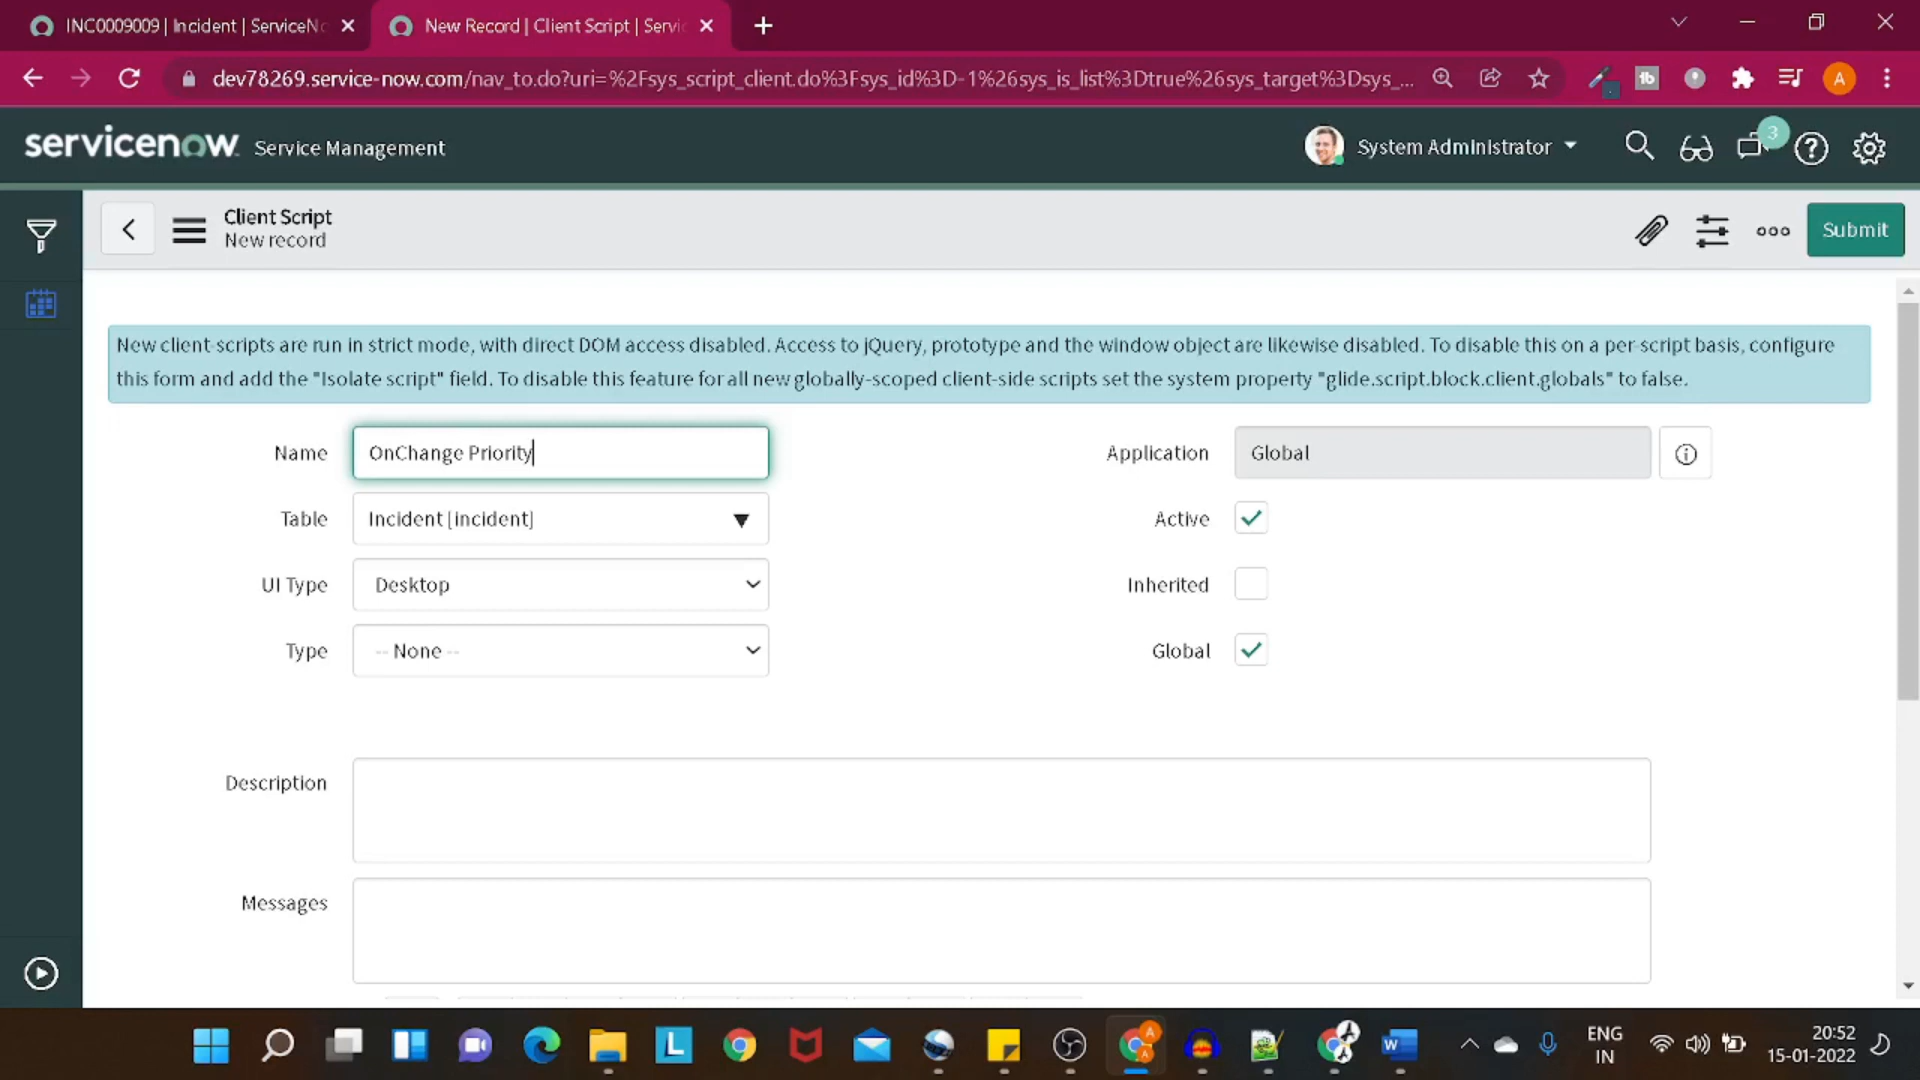 INC0009009 | Incident | ServiceNo
New Record | Client Script | Servic
dev78269.service-now.com/nav_to.do?uri=%2Fsys_script_client.do%3Fsys_id%3D-1%26sys_is_list%3Dtrue%26sys_target%3Dsys_...
tb
A
servicenow Service Management
System Administrator
3
Client Script
New record
Submit
New client-scripts are run in strict mode, with direct DOM access disabled. Access to jQuery, prototype and the window object are likewise disabled. To disable this on a per-script basis, configure
this form and add the "Isolate script" field. To disable this feature for all new globally-scoped client-side scripts set the system property "glide.script.block.client.globals" to false.
Name OnChange Priority
Application Global
Table Incident [incident]
Active
UI Type Desktop
Inherited
Type -- None --
Global
Description
Messages
ENG
IN
20:52
15-01-2022